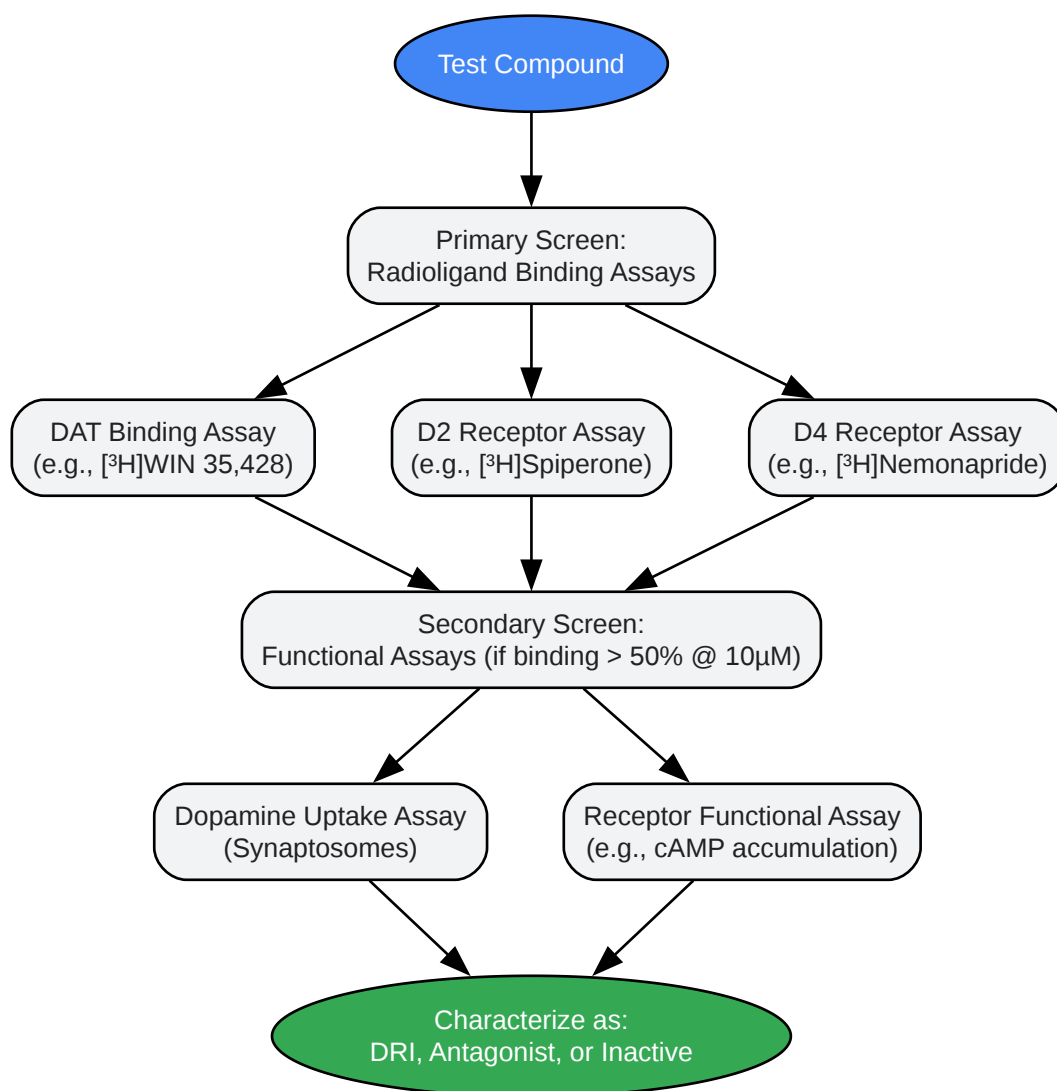 Test Compound
Primary Screen:
Radioligand Binding Assays
DAT Binding Assay
(e.g., [³H]WIN 35,428)
D2 Receptor Assay
(e.g., [³H]Spiperone)
D4 Receptor Assay
(e.g., [³H]Nemonapride)
Secondary Screen:
Functional Assays (if binding > 50% @ 10µM)
Dopamine Uptake Assay
(Synaptosomes)
Receptor Functional Assay
(e.g., cAMP accumulation)
Characterize as:
DRI, Antagonist, or Inactive